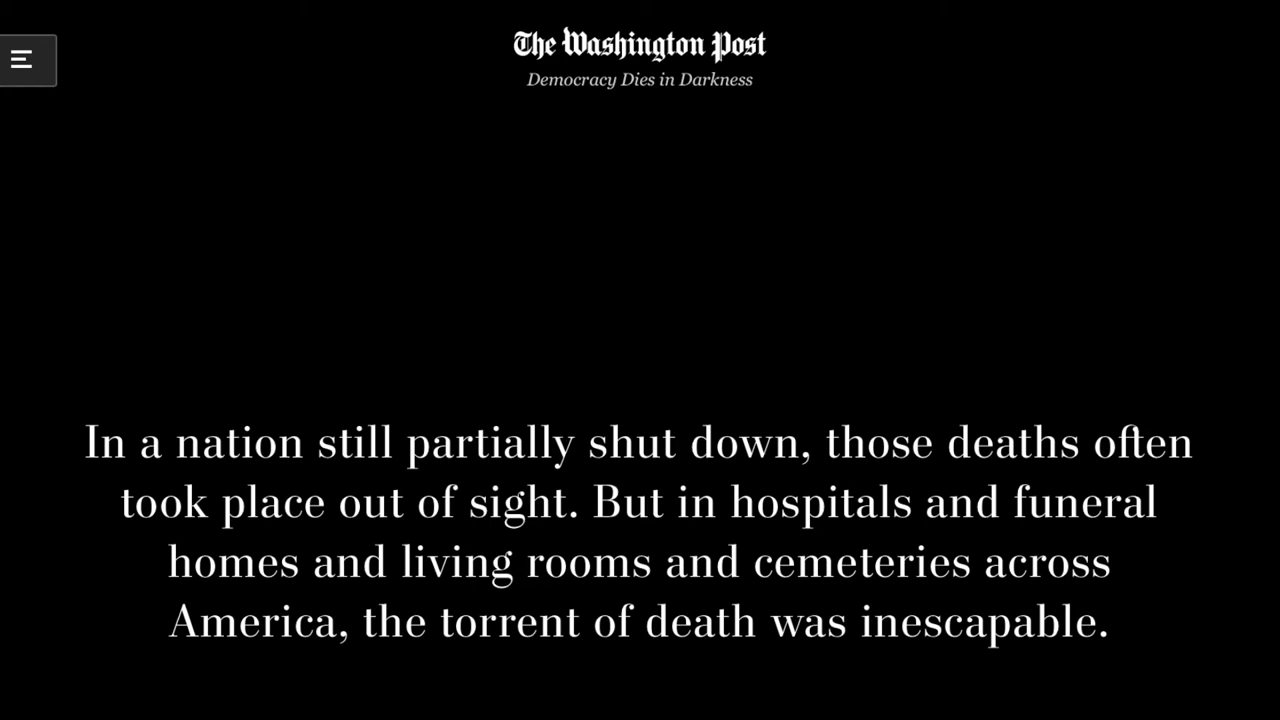 The Washington Post
Democracy Dies in Darkness
In a nation still partially shut down, those deaths often
took place out of sight. But in hospitals and funeral
homes and living rooms and cemeteries across
America, the torrent of death was inescapable.